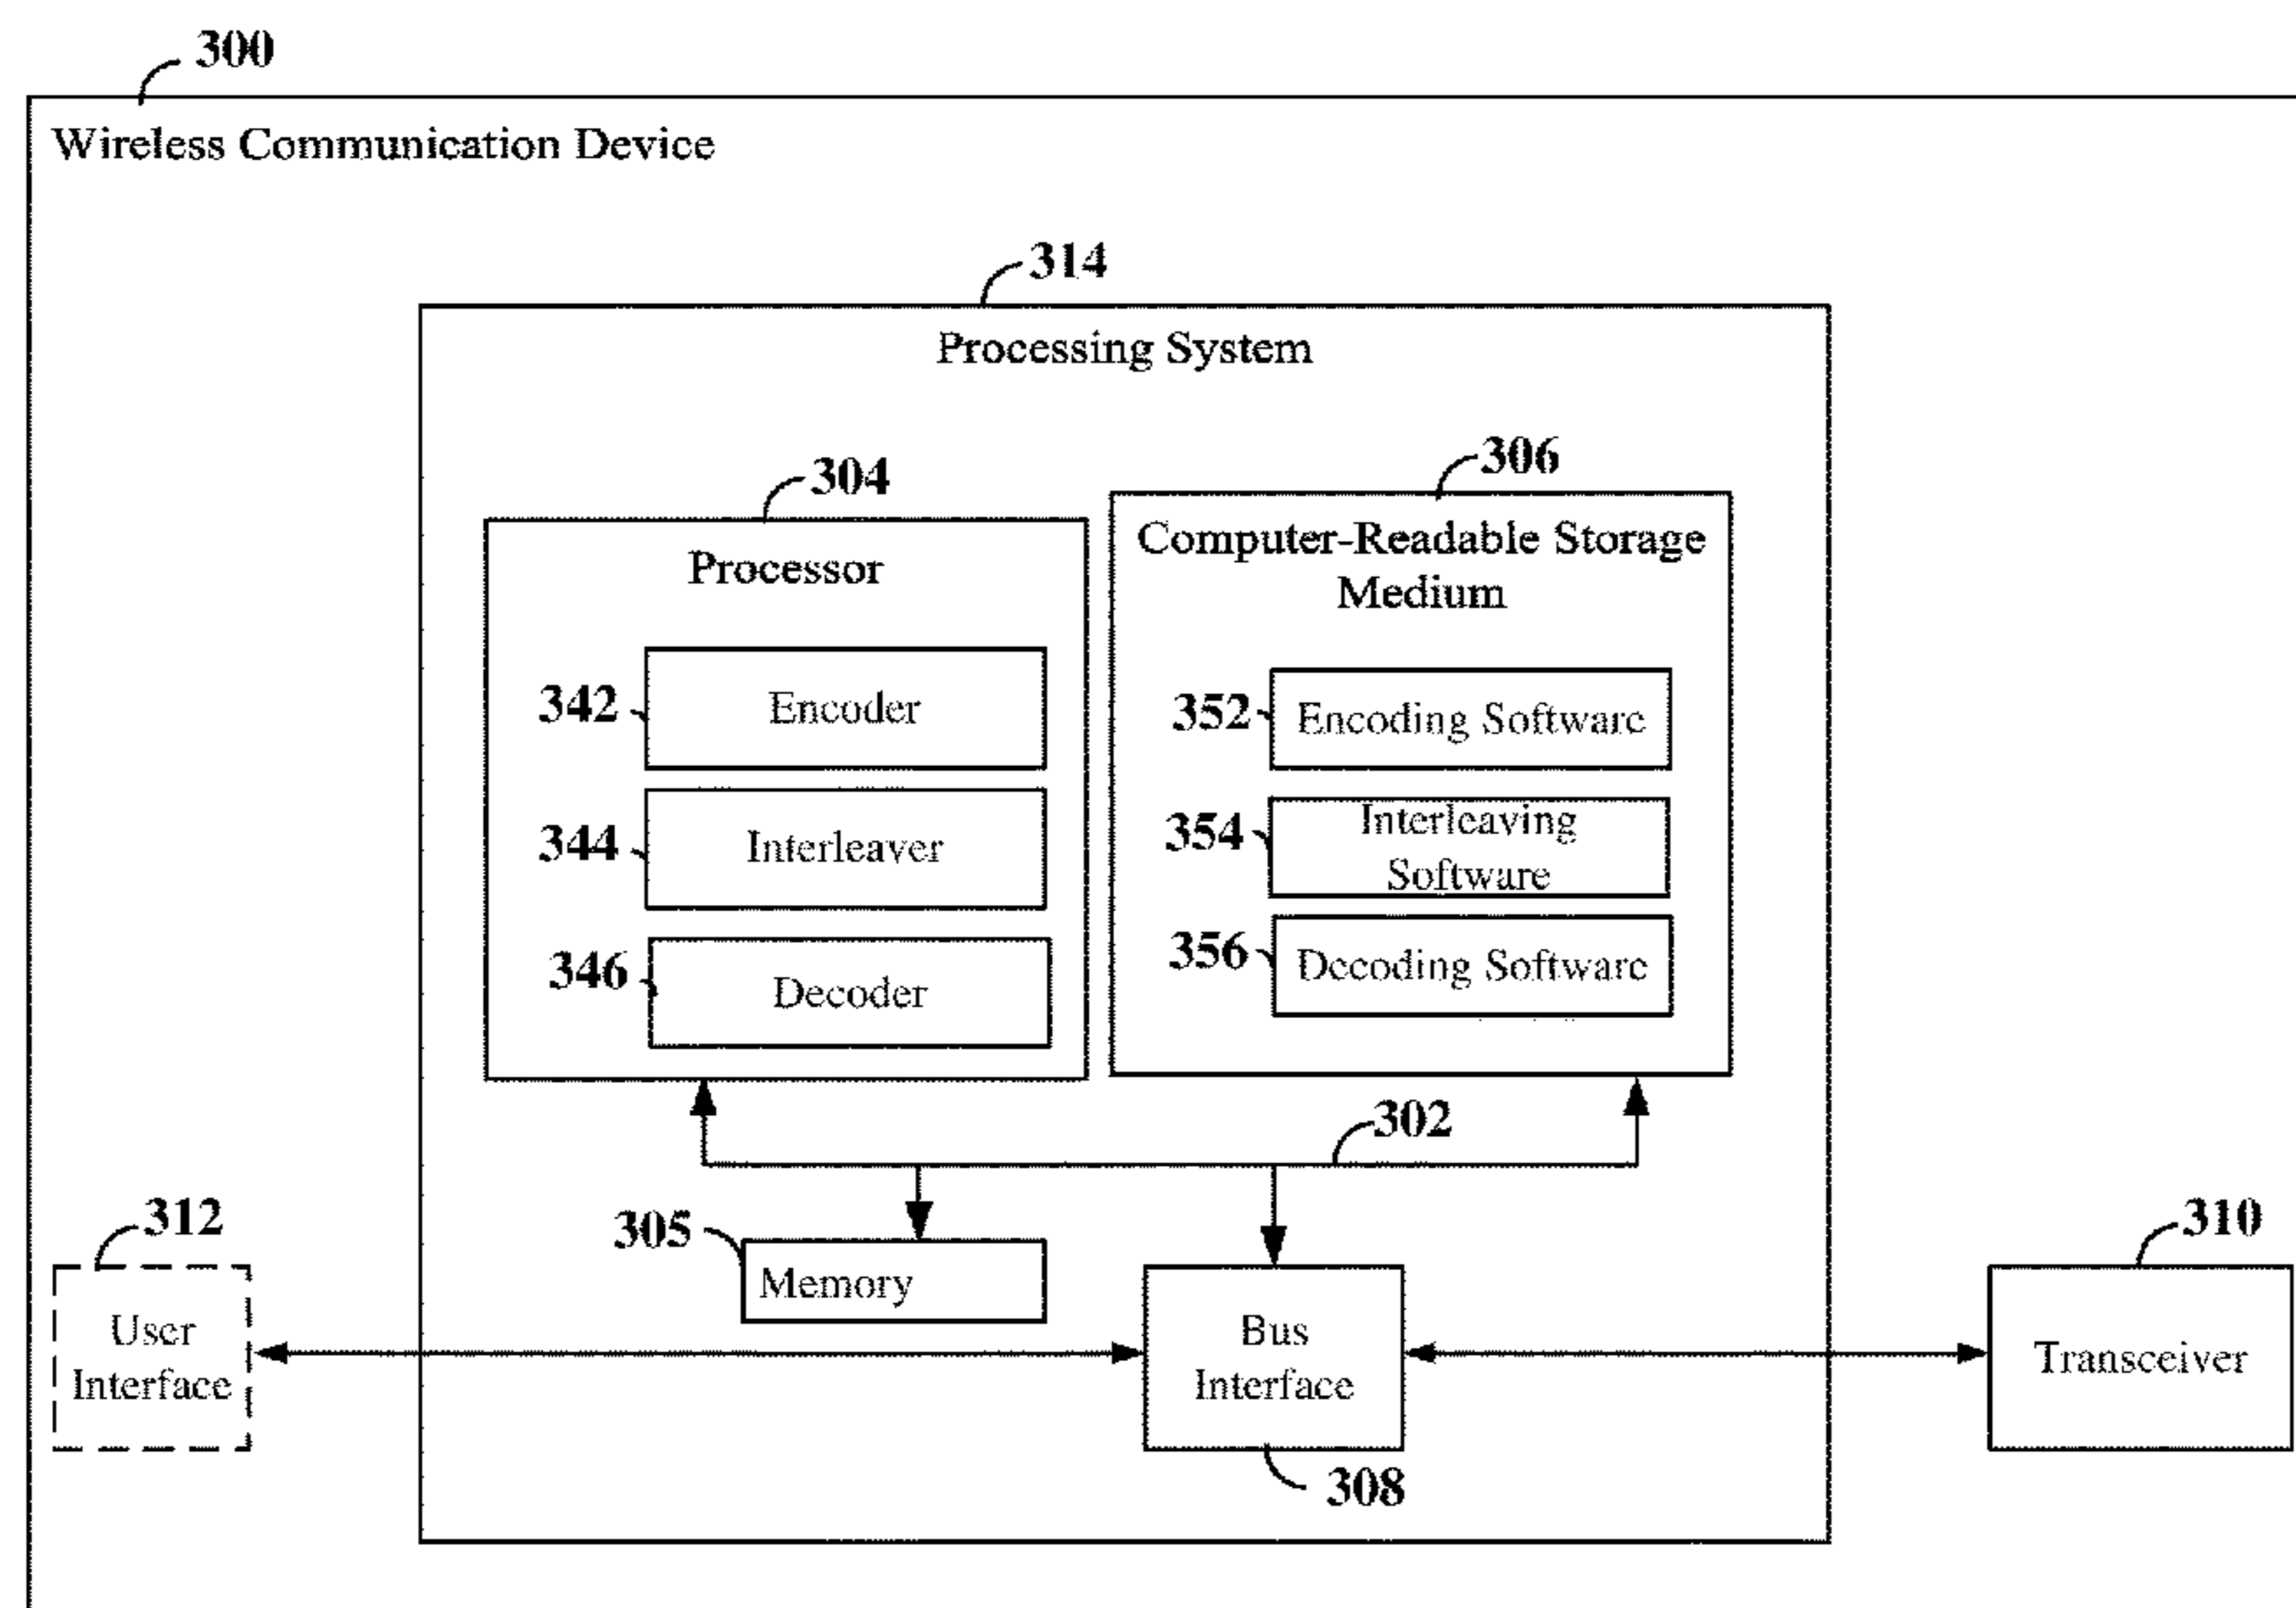 300
Wireless Communication Device
314
Processing System
304
Processor
342
Encoder
344
Interleaver
346
Decoder
306
Computer-Readable Storage
Medium
352
Encoding Software
354
Interleaving
Software
356
Decoding Software
302
305
Memory
312
User
Interface
Bus
Interface
308
310
Transceiver